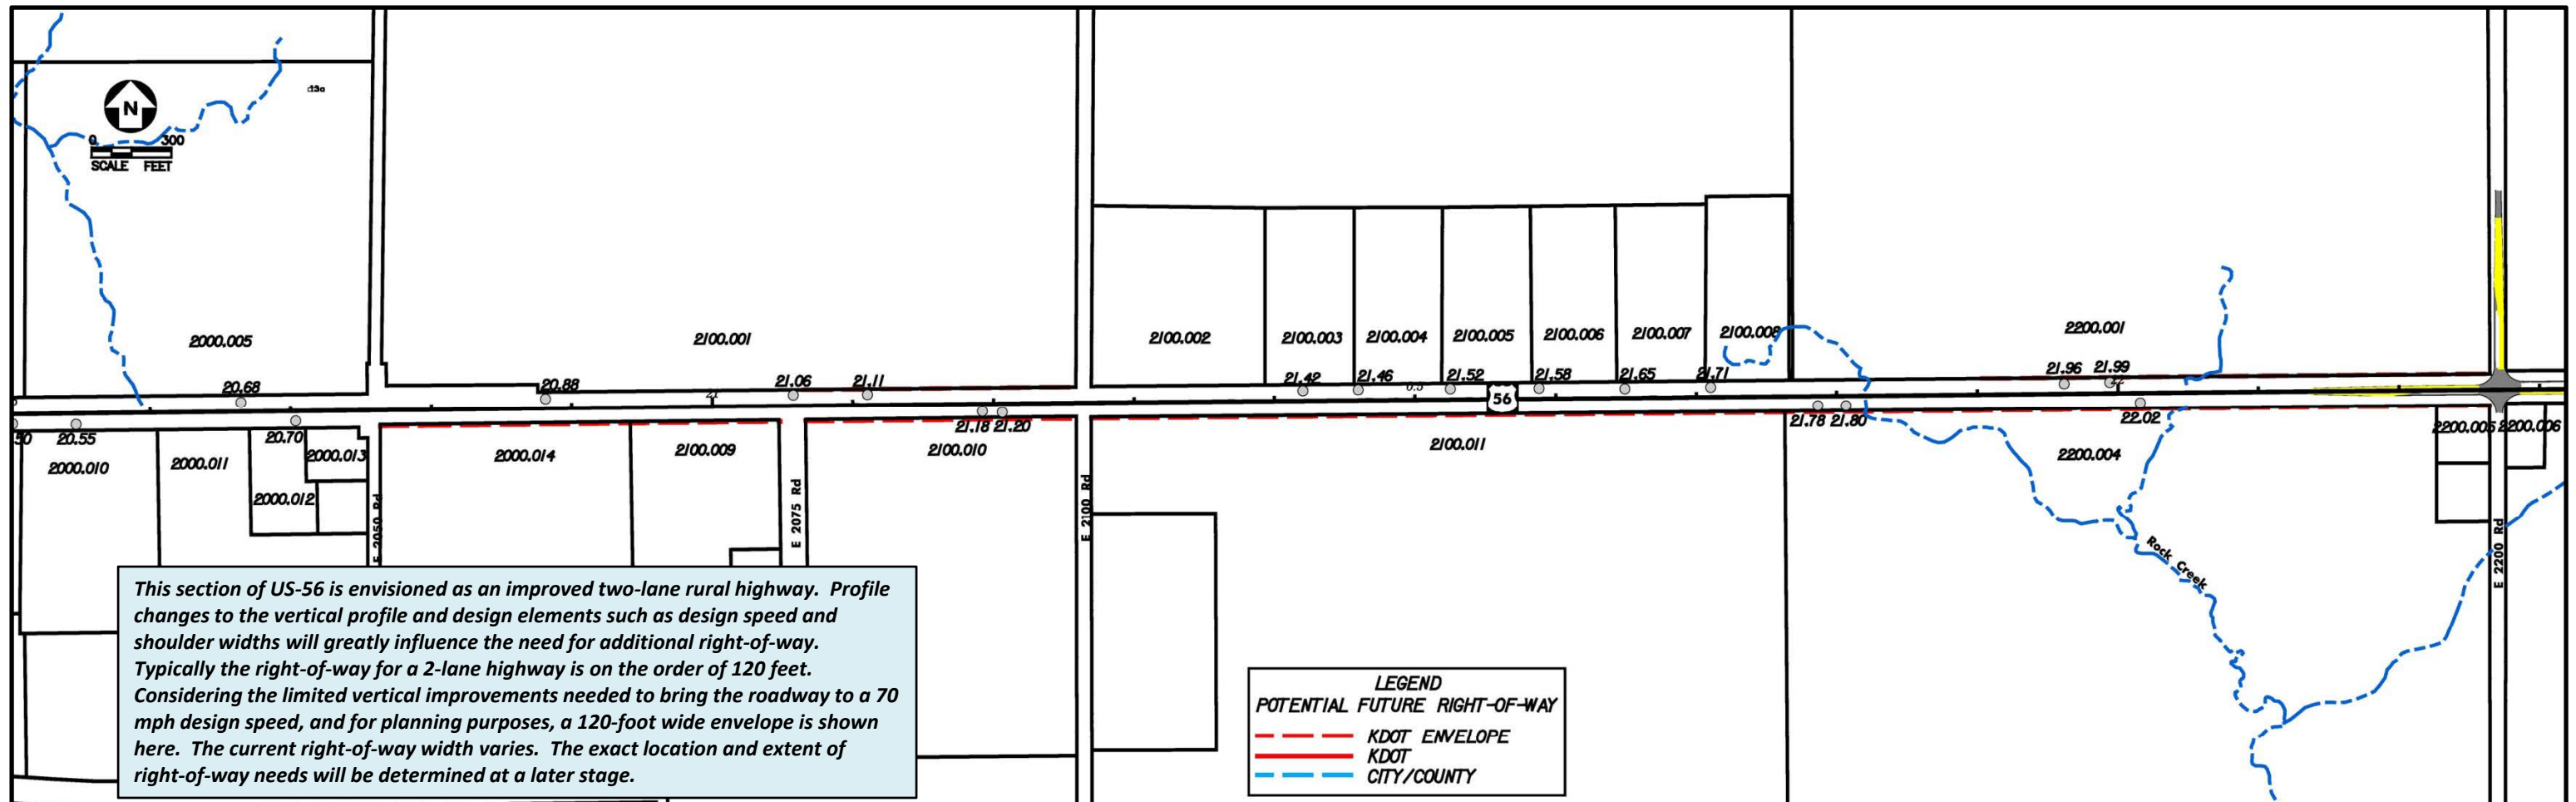 N
0 300
SCALE FEET
2000.005
2100.001
2100.002
2100.003
2100.004
2100.005
2100.006
2100.007
2100.008
2200.001
20.68
20.88
21
21.06
21.11
21.42
21.46
0.5
21.52
56
21.58
21.65
21.71
21.96
21.99
22
50
20.55
20.70
21.18
21.20
21.78
21.80
22.02
2000.010
2000.011
2000.012
2000.013
2000.014
2100.009
2100.010
2100.011
2200.004
2200.005
2200.006
E 2050 Rd
E 2075 Rd
E 2100 Rd
E 2200 Rd
Rock Creek
This section of US-56 is envisioned as an improved two-lane rural highway. Profile
changes to the vertical profile and design elements such as design speed and
shoulder widths will greatly influence the need for additional right-of-way.
Typically the right-of-way for a 2-lane highway is on the order of 120 feet.
Considering the limited vertical improvements needed to bring the roadway to a 70
mph design speed, and for planning purposes, a 120-foot wide envelope is shown
here. The current right-of-way width varies. The exact location and extent of
right-of-way needs will be determined at a later stage.
LEGEND
POTENTIAL FUTURE RIGHT-OF-WAY
KDOT ENVELOPE
KDOT
CITY/COUNTY